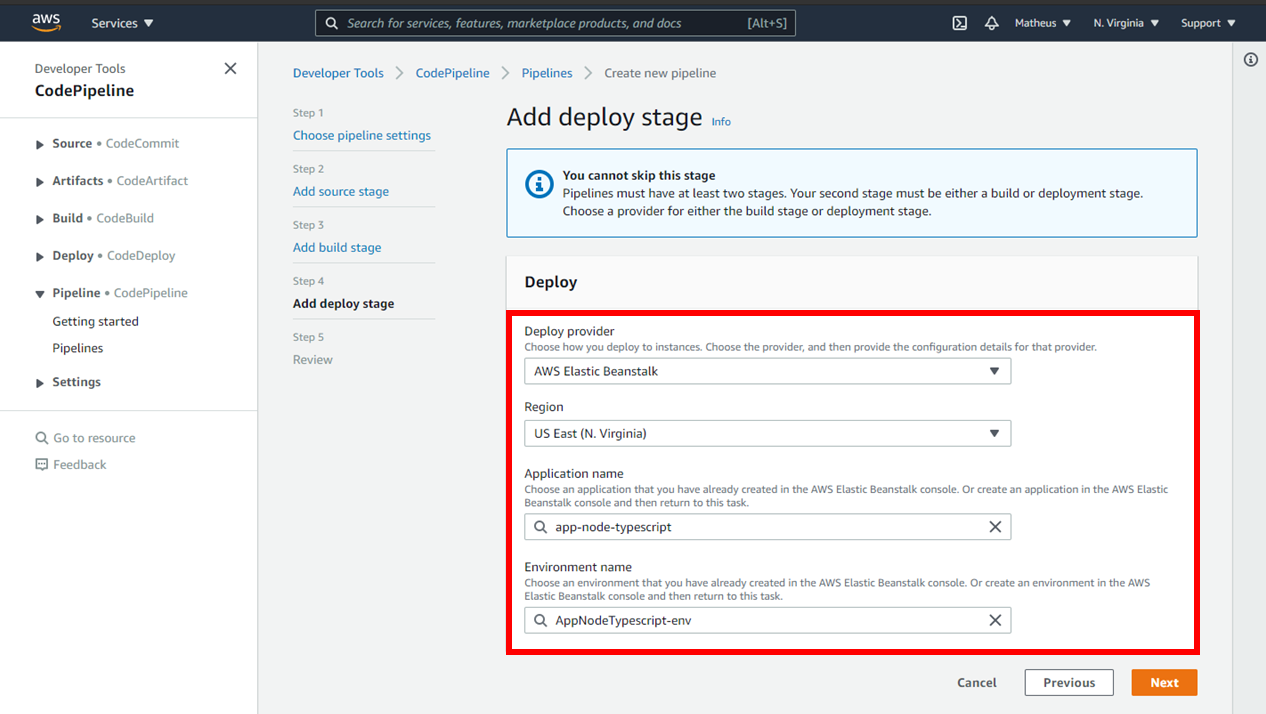 aws Services Search for services, features, marketplace products, and docs [Alt+S] Matheus N. Virginia Support
Developer Tools
CodePipeline
Source • CodeCommit
Artifacts • CodeArtifact
Build • CodeBuild
Deploy • CodeDeploy
Pipeline • CodePipeline
Getting started
Pipelines
Settings
Go to resource
Feedback
Developer Tools CodePipeline Pipelines Create new pipeline
Step 1
Choose pipeline settings
Step 2
Add source stage
Step 3
Add build stage
Step 4
Add deploy stage
Step 5
Review
Add deploy stage Info
You cannot skip this stage
Pipelines must have at least two stages. Your second stage must be either a build or deployment stage.
Choose a provider for either the build stage or deployment stage.
Deploy
Deploy provider
Choose how you deploy to instances. Choose the provider, and then provide the configuration details for that provider.
AWS Elastic Beanstalk
Region
US East (N. Virginia)
Application name
Choose an application that you have already created in the AWS Elastic Beanstalk console. Or create an application in the AWS Elastic
Beanstalk console and then return to this task.
app-node-typescript
Environment name
Choose an environment that you have already created in the AWS Elastic Beanstalk console. Or create an environment in the AWS
Elastic Beanstalk console and then return to this task.
AppNodeTypescript-env
Cancel Previous Next